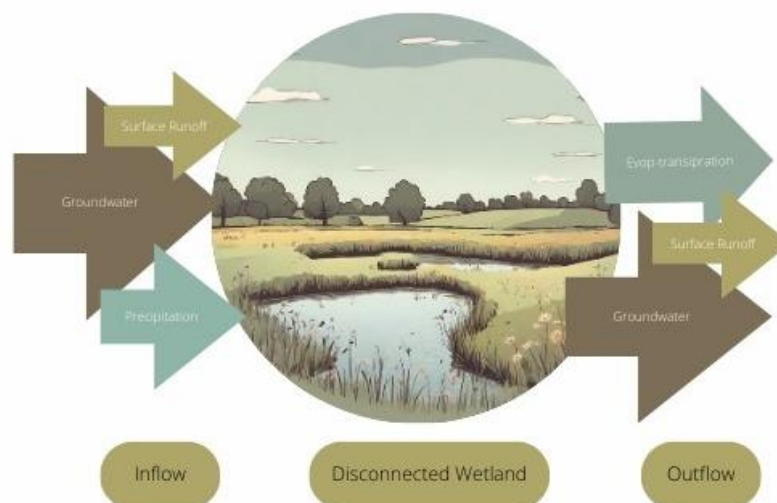 Surface Runoff
Groundwater
Precipitation
Evop-transipration
Surface Runoff
Groundwater
Inflow
Disconnected Wetland
Outflow